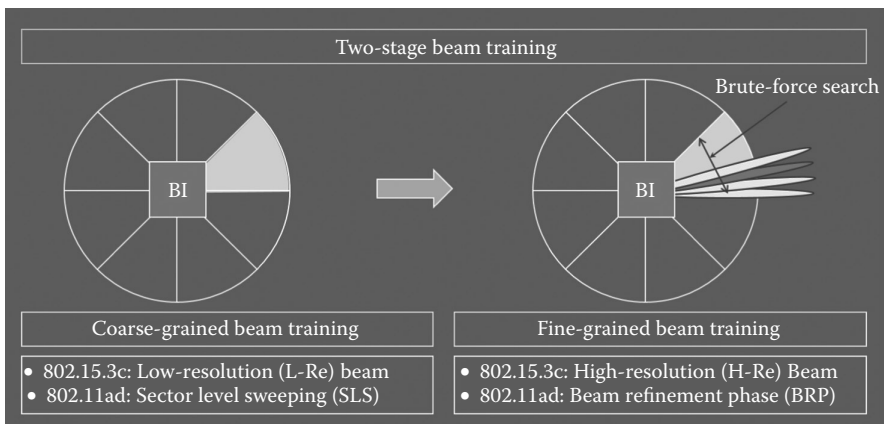 Two-stage beam training
Brute-force search
BI
BI
Coarse-grained beam training
Fine-grained beam training
• 802.15.3c: Low-resolution (L-Re) beam
• 802.11ad: Sector level sweeping (SLS)
• 802.15.3c: High-resolution (H-Re) Beam
• 802.11ad: Beam refinement phase (BRP)